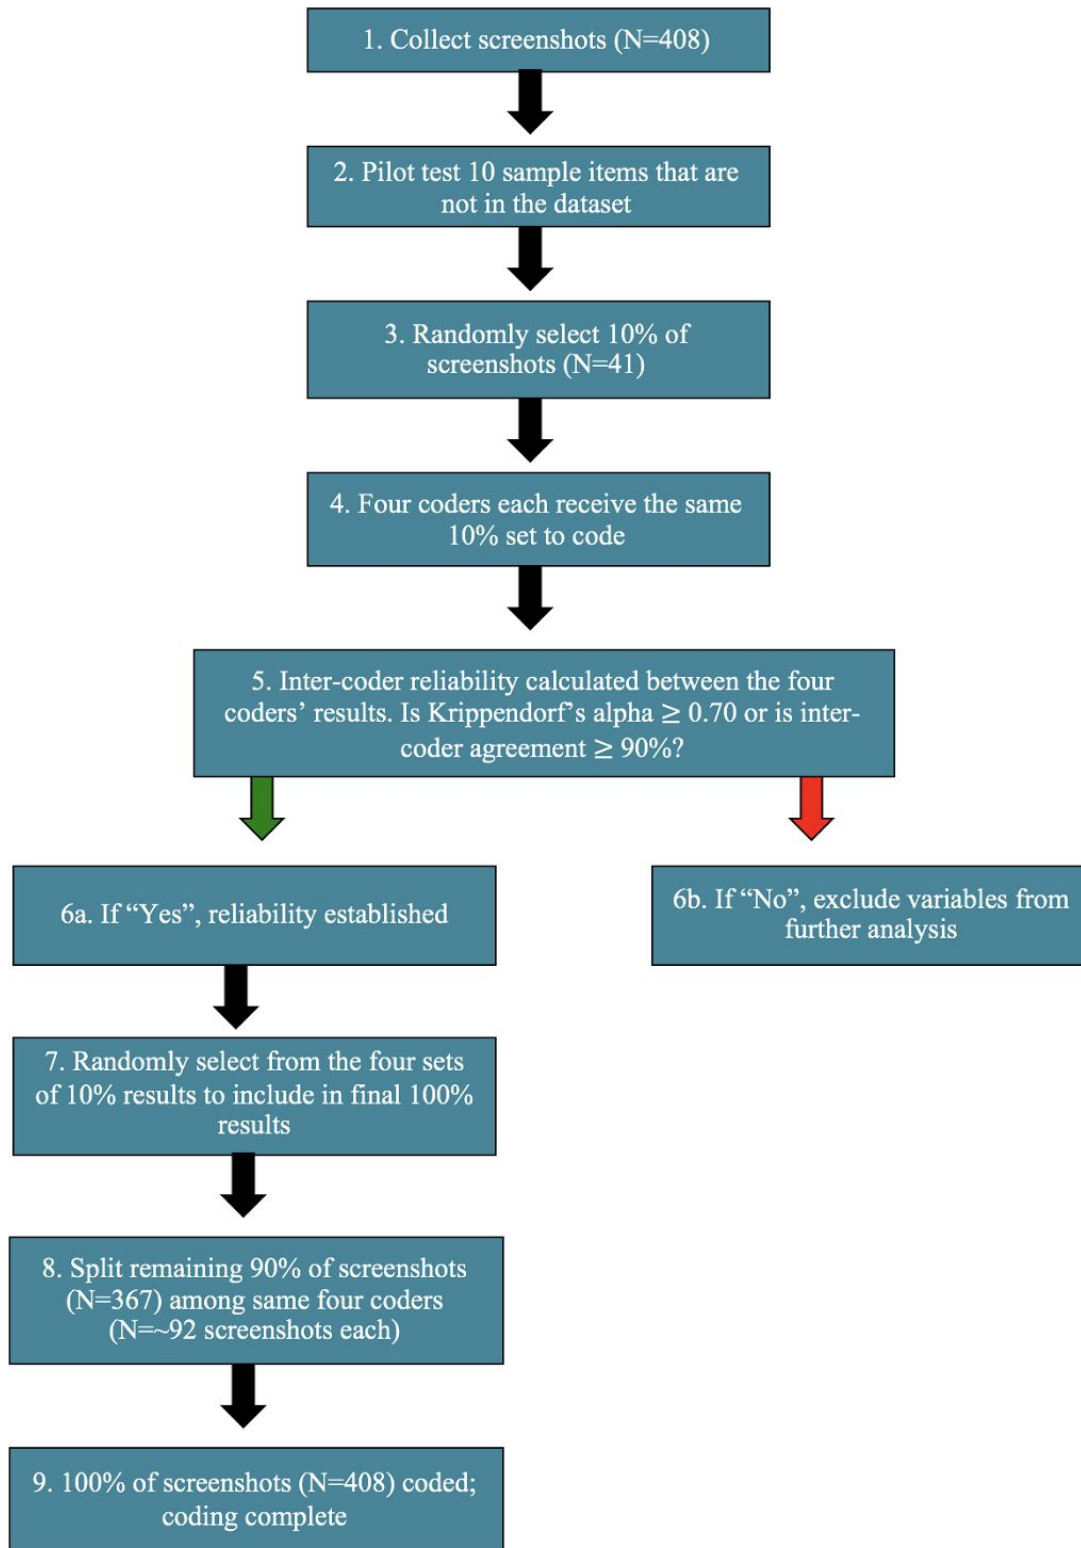 1. Collect screenshots (N=408)
2. Pilot test 10 sample items that are
not in the dataset
3. Randomly select 10% of
screenshots (N=41)
4. Four coders each receive the same
10% set to code
5. Inter-coder reliability calculated between the four
coders’ results. Is Krippendorf’s alpha ≥ 0.70 or is inter-
coder agreement ≥ 90%?
6a. If “Yes”, reliability established
6b. If “No”, exclude variables from
further analysis
7. Randomly select from the four sets
of 10% results to include in final 100%
results
8. Split remaining 90% of screenshots
(N=367) among same four coders
(N=~92 screenshots each)
9. 100% of screenshots (N=408) coded;
coding complete